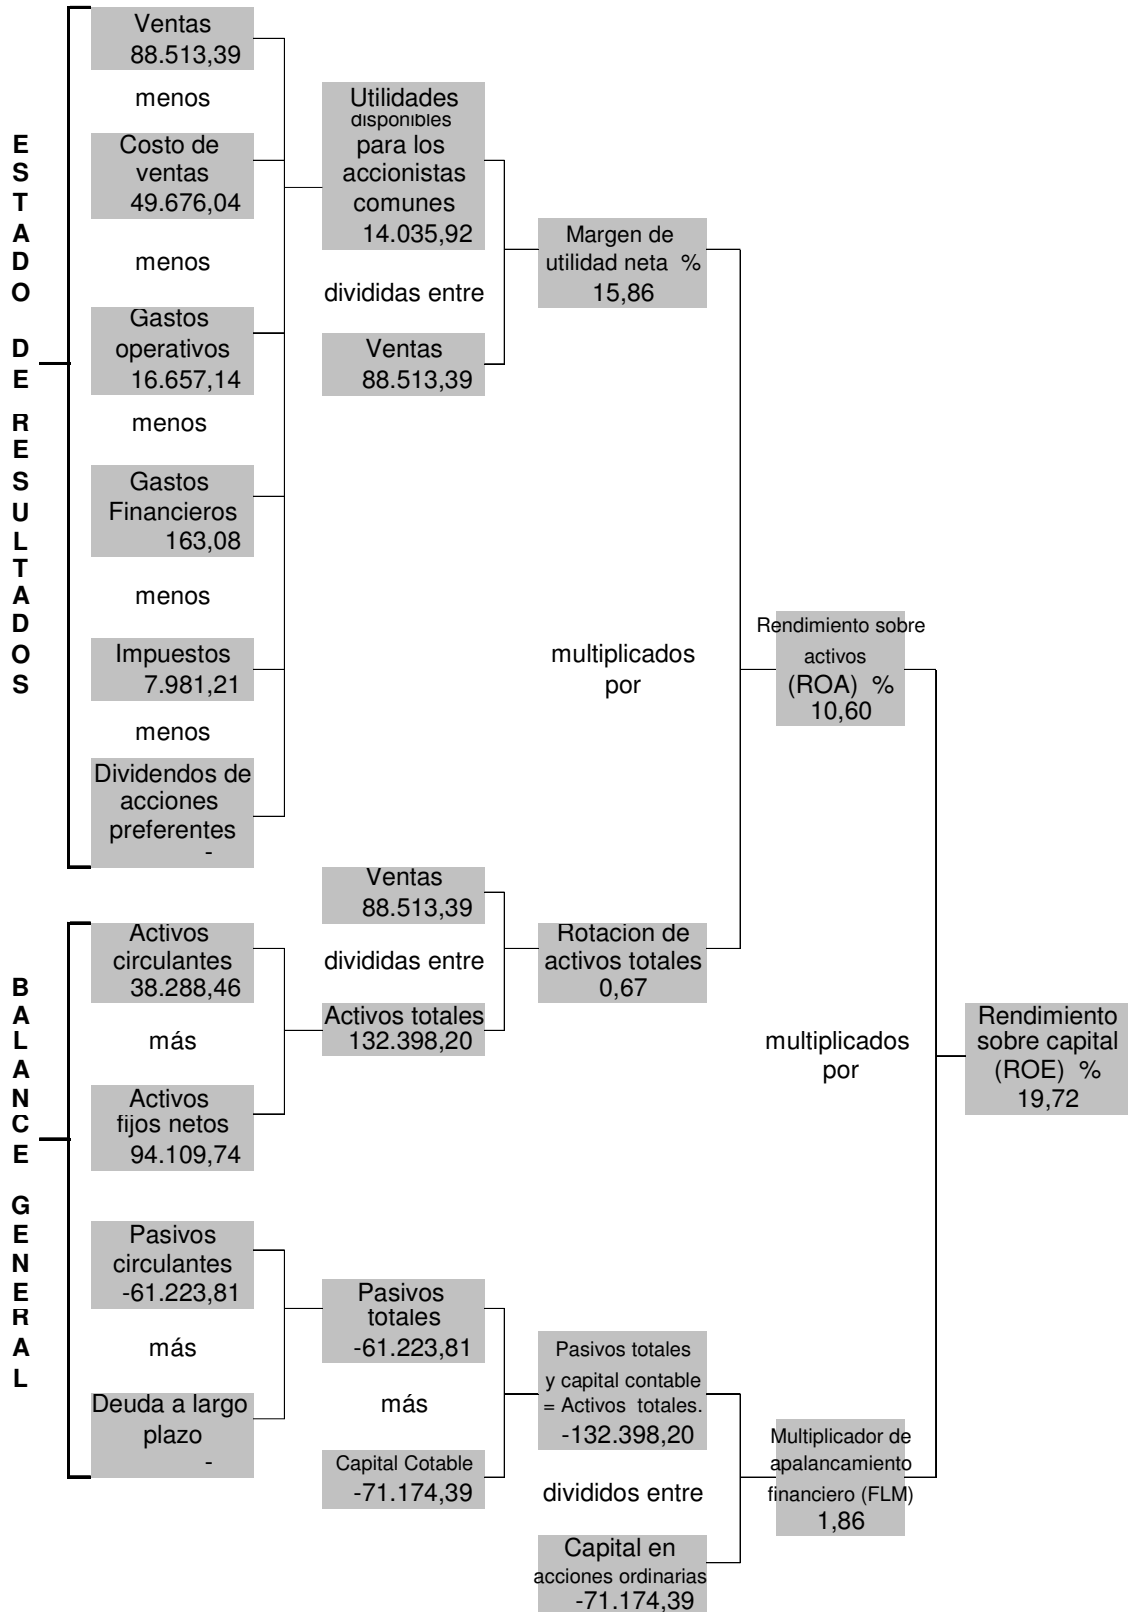 ESTADO DE RESULTADOS
Ventas
88.513,39
menos
Costo de
ventas
49.676,04
menos
Gastos
operativos
16.657,14
menos
Gastos
Financieros
163,08
menos
Impuestos
7.981,21
menos
Dividendos de
acciones
preferentes
-
Utilidades
disponibles
para los
accionistas
comunes
14.035,92
divididas entre
Ventas
88.513,39
Margen de
utilidad neta %
15,86
multiplicados
por
Rendimiento sobre
activos
(ROA) %
10,60
BALANCE GENERAL
Activos
circulantes
38.288,46
más
Activos
fijos netos
94.109,74
Ventas
88.513,39
divididas entre
Activos totales
132.398,20
Rotacion de
activos totales
0,67
multiplicados
por
Rendimiento
sobre capital
(ROE) %
19,72
Pasivos
circulantes
-61.223,81
más
Deuda a largo
plazo
-
Pasivos
totales
-61.223,81
más
Capital Cotable
-71.174,39
Pasivos totales
y capital contable
= Activos totales.
-132.398,20
divididos entre
Capital en
acciones ordinarias
-71.174,39
Multiplicador de
apalancamiento
financiero (FLM)
1,86